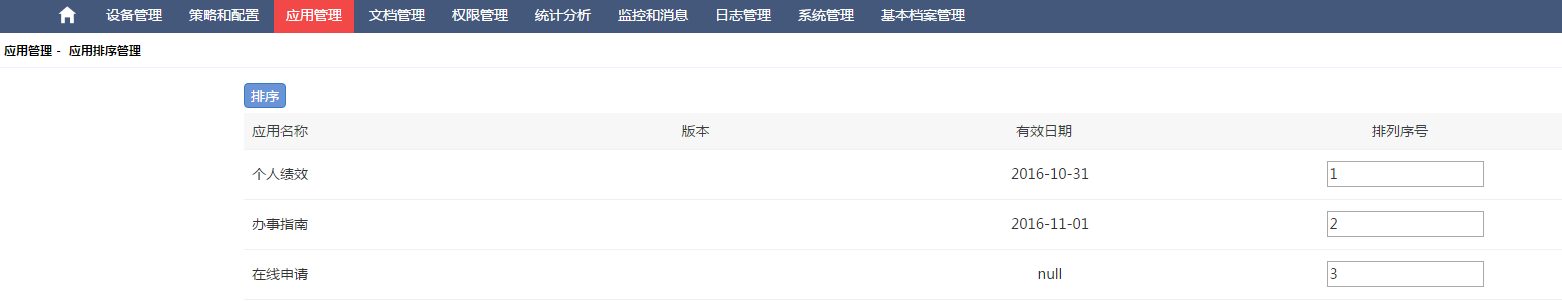 设备管理 策略和配置 应用管理 文档管理 权限管理 统计分析 监控和消息 日志管理 系统管理 基本档案管理
应用管理 - 应用排序管理
排序
应用名称 版本 有效日期 排列序号
个人绩效 2016-10-31 1
办事指南 2016-11-01 2
在线申请 null 3